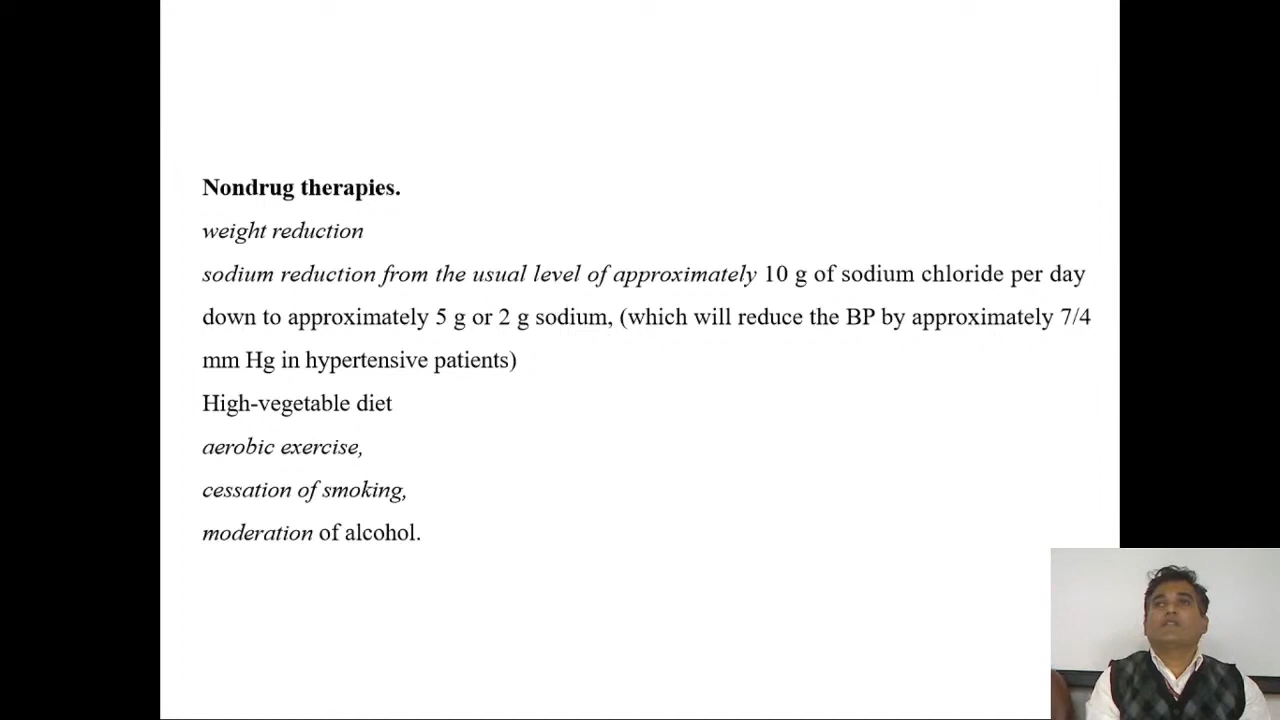 Nondrug therapies.
weight reduction
sodium reduction from the usual level of approximately 10 g of sodium chloride per day
down to approximately 5 g or 2 g sodium, (which will reduce the BP by approximately 7/4
mm Hg in hypertensive patients)
High-vegetable diet
aerobic exercise,
cessation of smoking,
moderation of alcohol.